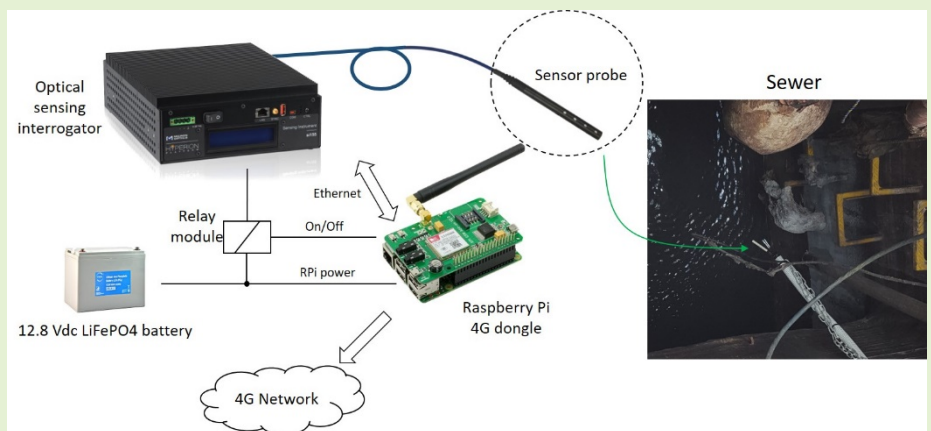 Optical
sensing
interrogator
Sensor probe
Sewer
Ethernet
Relay
module
On/Off
RPi power
12.8 Vdc LiFePO4 battery
Raspberry Pi
4G dongle
4G Network